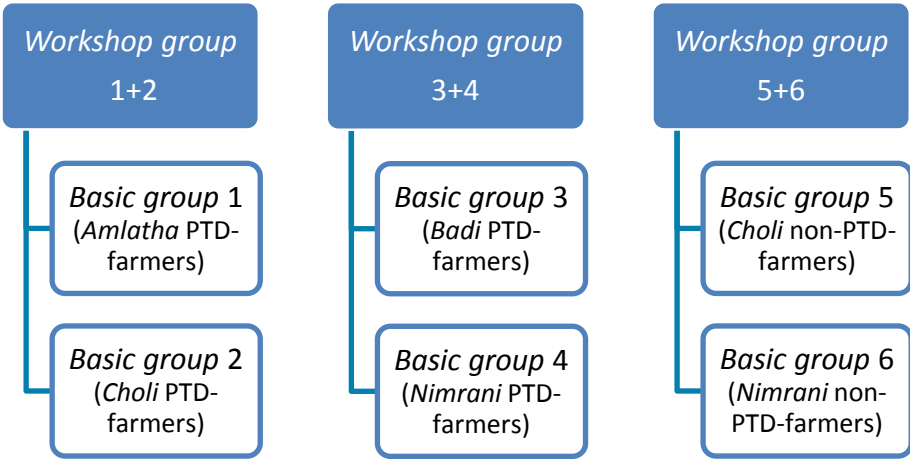 Workshop group
1+2
Basic group 1
(Amlatha PTD-
farmers)
Basic group 2
(Choli PTD-
farmers)
Workshop group
3+4
Basic group 3
(Badi PTD-
farmers)
Basic group 4
(Nimrani PTD-
farmers)
Workshop group
5+6
Basic group 5
(Choli non-PTD-
farmers)
Basic group 6
(Nimrani non-
PTD-farmers)